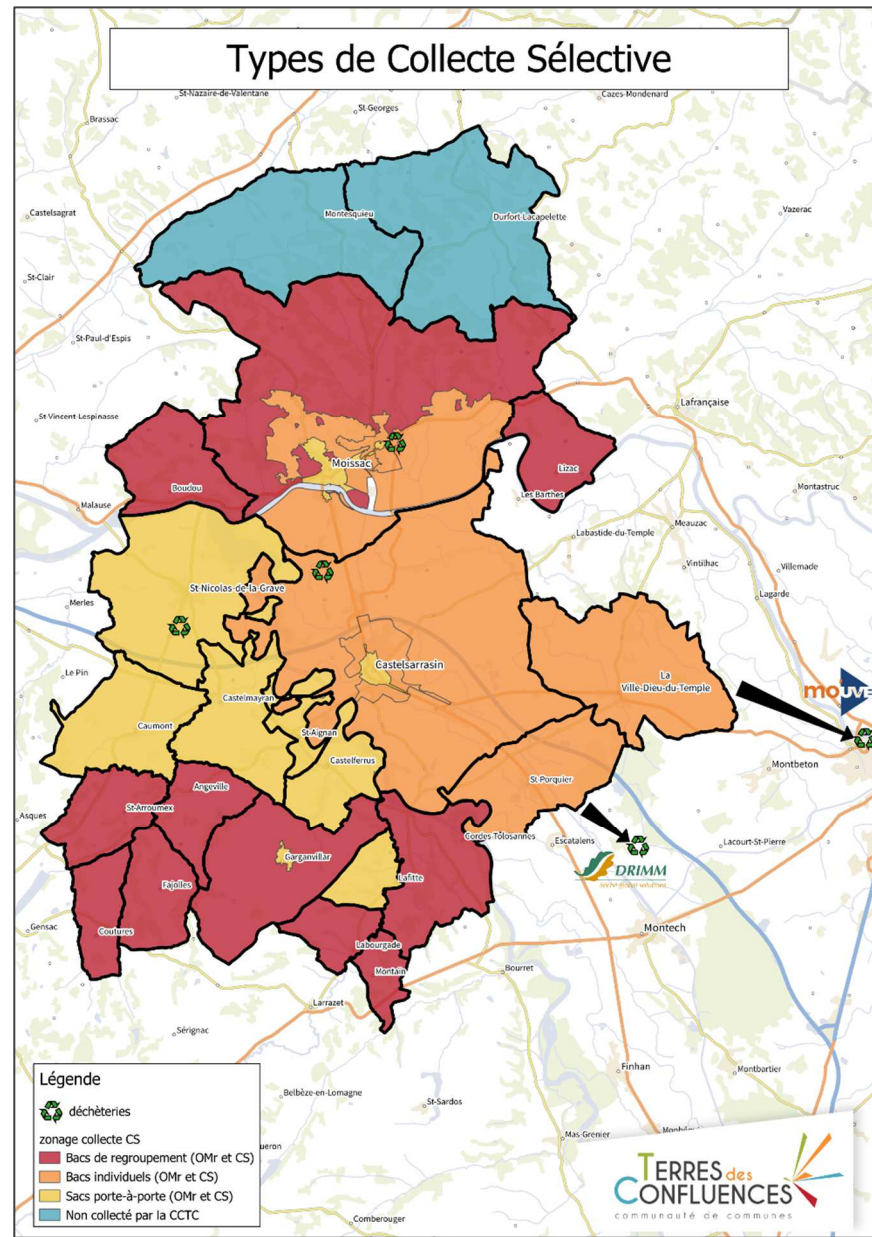 Types de Collecte Sélective
St-Nazaire-de-Valentane
Cazes-Mondenard
St-Georges
Brassac
Castelsagrat
Montesquieu
Durfort-Lacapelette
Vazerac
St-Clair
St-Paul-d'Espis
Lafrançaise
St-Vincent-Lespinasse
Moissac
Lizac
Boudou
Les Barthes
Montastruc
Malause
Meauzac
Labastide-du-Temple
Vintilhac
Villemade
St-Nicolas-de-la-Grave
Lagarde
Merles
Castelsarrasin
Le Pin
La
Ville-Dieu-du-Temple
mo'UVE
Castelmayran
Caumont
St-Aignan
Castelferrus
Montbeton
St-Porquier
Angeville
St-Arroumex
Asques
Cordes-Tolosannes
Escatalens
Lacourt-St-Pierre
Garganvillar
DRIMM
Lafitte
Fajolles
Gensac
Coutures
Montech
Labourgade
Montain
Bourret
Larrazet
Sérignac
Finhan
Montbartier
Belbèze-en-Lomagne
St-Sardos
Mas-Grenier
Comberouger
Légende
déchèteries
zonage collecte CS
Bacs de regroupement (OMr et CS)
Bacs individuels (OMr et CS)
Sacs porte-à-porte (OMr et CS)
Non collecté par la CCTC
TERRES des
CONFLUENCES
communauté de communes